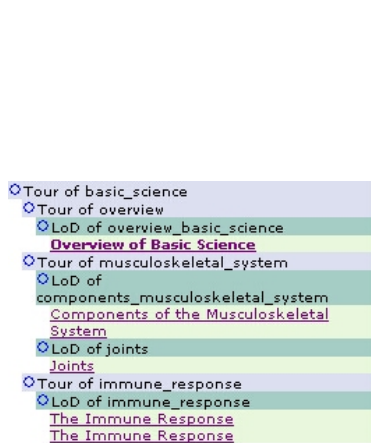 Tour of basic_science
Tour of overview
LoD of overview_basic_science
Overview of Basic Science
Tour of musculoskeletal_system
LoD of
components_musculoskeletal_system
Components of the Musculoskeletal
System
LoD of joints
Joints
Tour of immune_response
LoD of immune_response
The Immune Response
The Immune Response